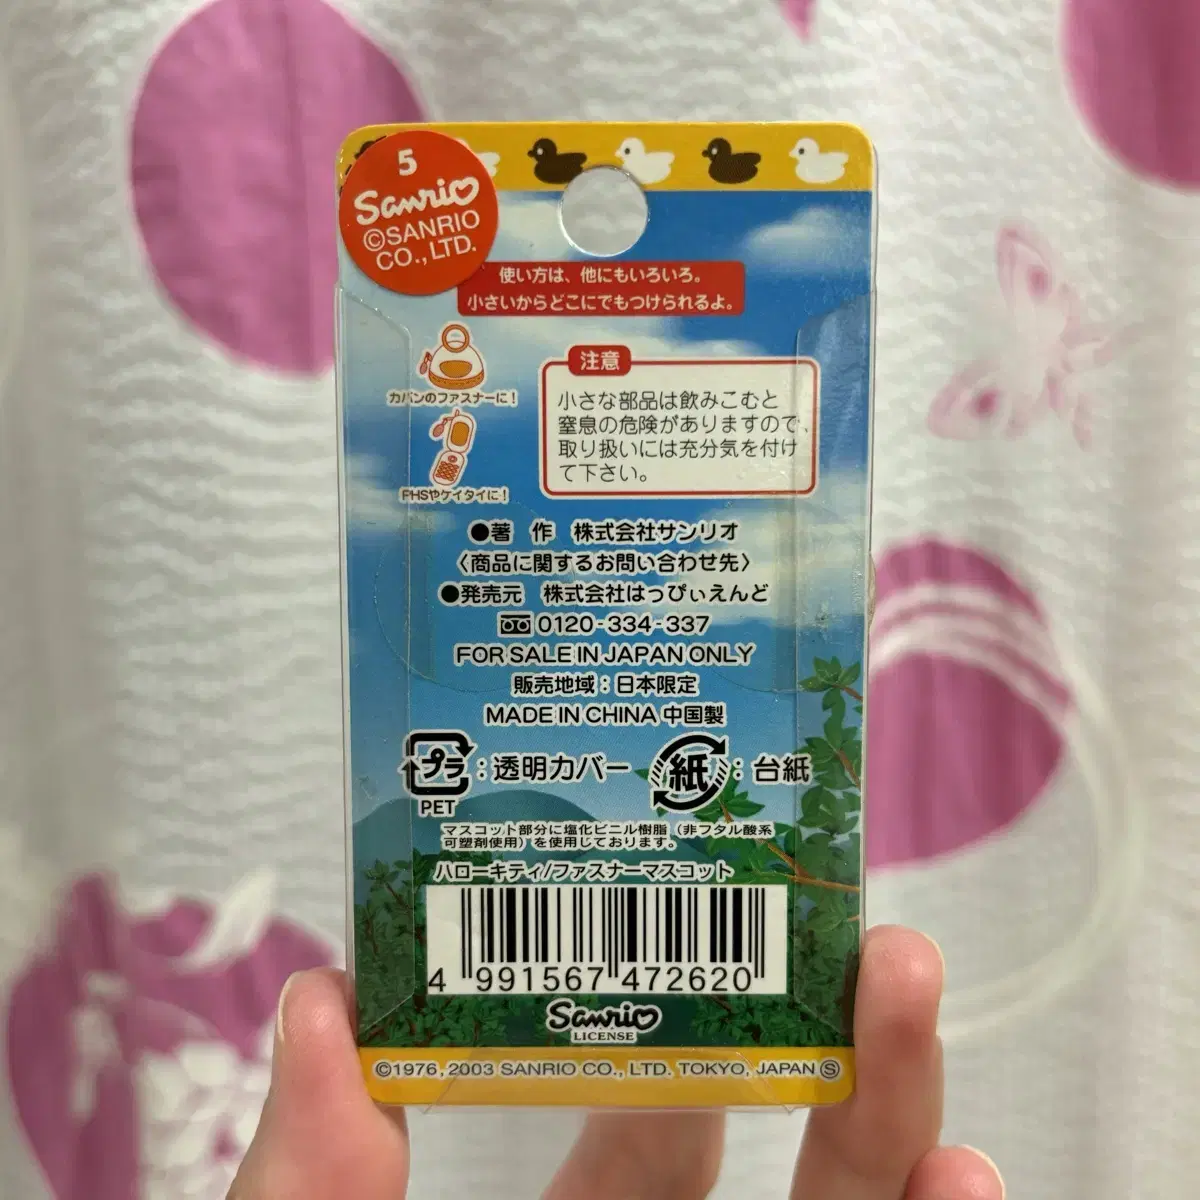 5
Sanrio
©SANRIO
CO., LTD.
使い方は、他にもいろいろ。
小さいからどこにでもつけられるよ。
カバンのファスナーに!
PHSやケイタイに!
注意
小さな部品は飲みこむと
窒息の危険がありますので、
取り扱いには充分気を付け
て下さい。
●著 作 株式会社サンリオ
〈商品に関するお問い合わせ先〉
●発売元 株式会社はっぴぃえんど
0120-334-337
FOR SALE IN JAPAN ONLY
販売地域:日本限定
MADE IN CHINA 中国製
プラ:透明カバー 紙:台紙
PET
マスコット部分に塩化ビニル樹脂(非フタル酸系
可塑剤使用)を使用しております。
ハローキティ/ファスナーマスコット
4 991567 472620
Sanrio
LICENSE
©1976, 2003 SANRIO CO., LTD. TOKYO, JAPAN Ⓢ